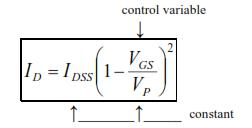 control variable
I_D = I_DSS (1 - V_GS / V_P)^2
constant